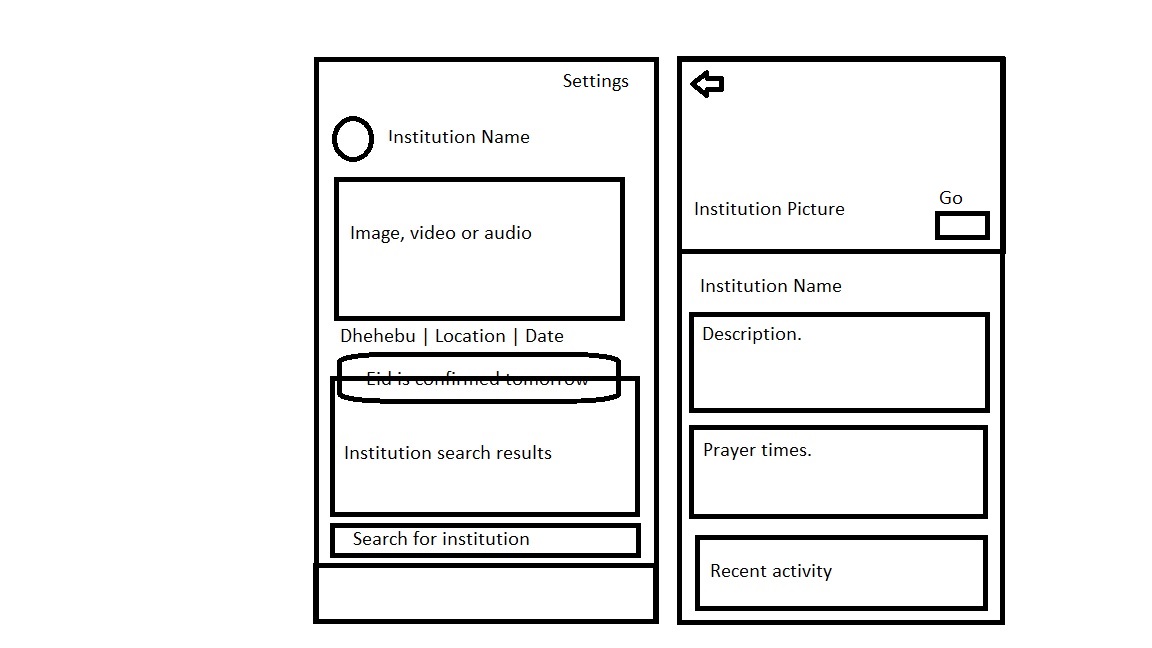 Settings
Institution Name
Image, video or audio
Dhehebu | Location | Date
Eid is confirmed tomorrow
Institution search results
Search for institution
Go
Institution Picture
Institution Name
Description.
Prayer times.
Recent activity